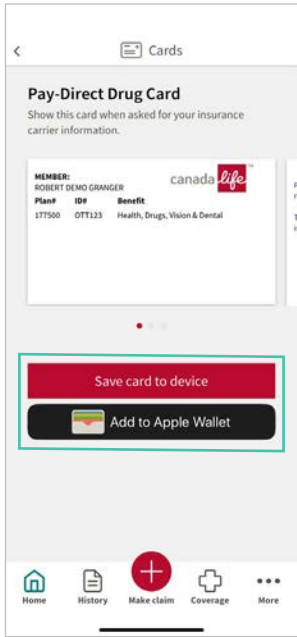 Cards
Pay-Direct Drug Card
Show this card when asked for your insurance
carrier information.
MEMBER:
ROBERT DEMO GRANGER
canada life™
Plan# ID# Benefit
177500 OTT123 Health, Drugs, Vision & Dental
Save card to device
Add to Apple Wallet
Home History Make claim Coverage More